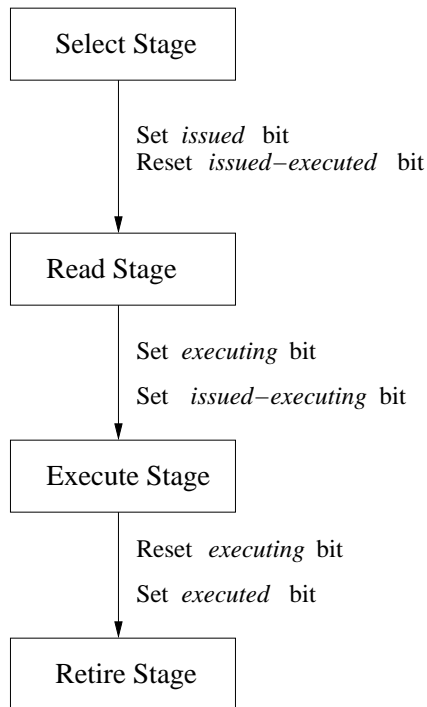 Select Stage
Set issued bit
Reset issued–executed bit
Read Stage
Set executing bit
Set issued–executing bit
Execute Stage
Reset executing bit
Set executed bit
Retire Stage